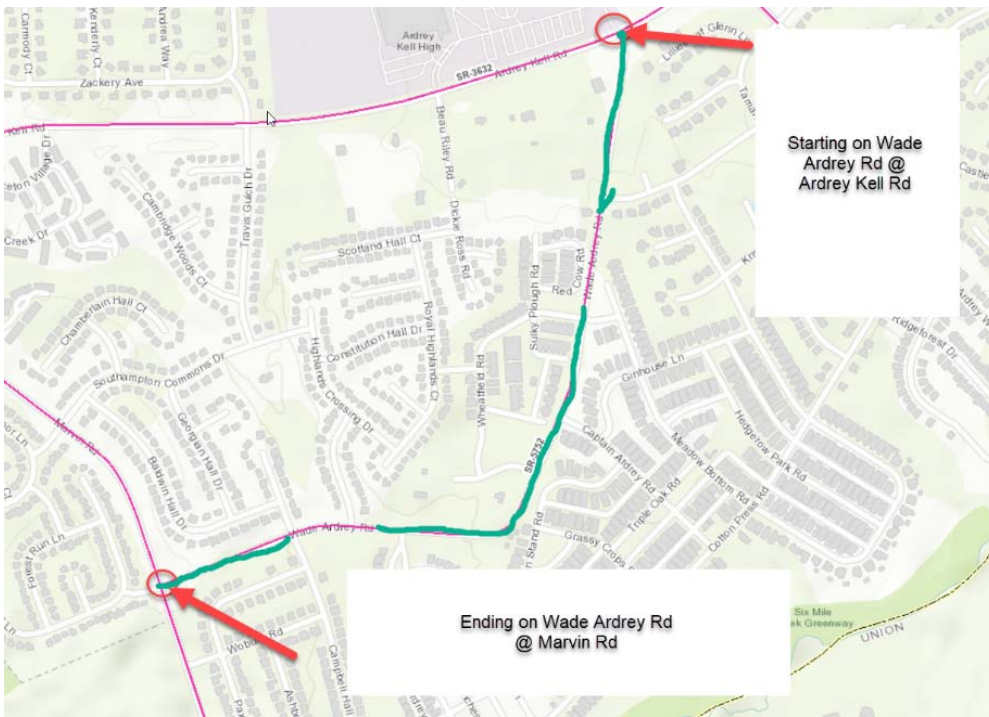 Carmody Ct
Kenderly Ct
Andrea Way
Zackery Ave
Ardrey
Kell High
SR-3632
Ardrey Kell Rd
Kell Rd
Beau Riley Rd
Dickie Ross Rd
Starting on Wade
Ardrey Rd @
Ardrey Kell Rd
Creek Dr
Cambridge Woods Ct
Travis Gulch Dr
Scotland Hall Ct
Wade Ardrey Rd
Cow Rd
Red
Sulky Plough Rd
Chamberlain Hall Ct
Constitution Hall Dr
Royal Highlands Ct
Highlands Crossing Dr
Wheatfield Rd
Southampton Commons Dr
Ginhouse Ln
Ridgeforest Dr
Marvin Rd
Georgian Hall Dr
Baldwin Hall Dr
SR-5752
Captain Ardrey Rd
Meadow Bottom Rd
Hedgerow Park Rd
Triple Oak Rd
Cotton Press Rd
Wade Ardrey Rd
Stand Rd
Grassy Crops
Forest Run Ln
Ending on Wade Ardrey Rd
@ Marvin Rd
Six Mile
Greenway
UNION
Campbell Hall